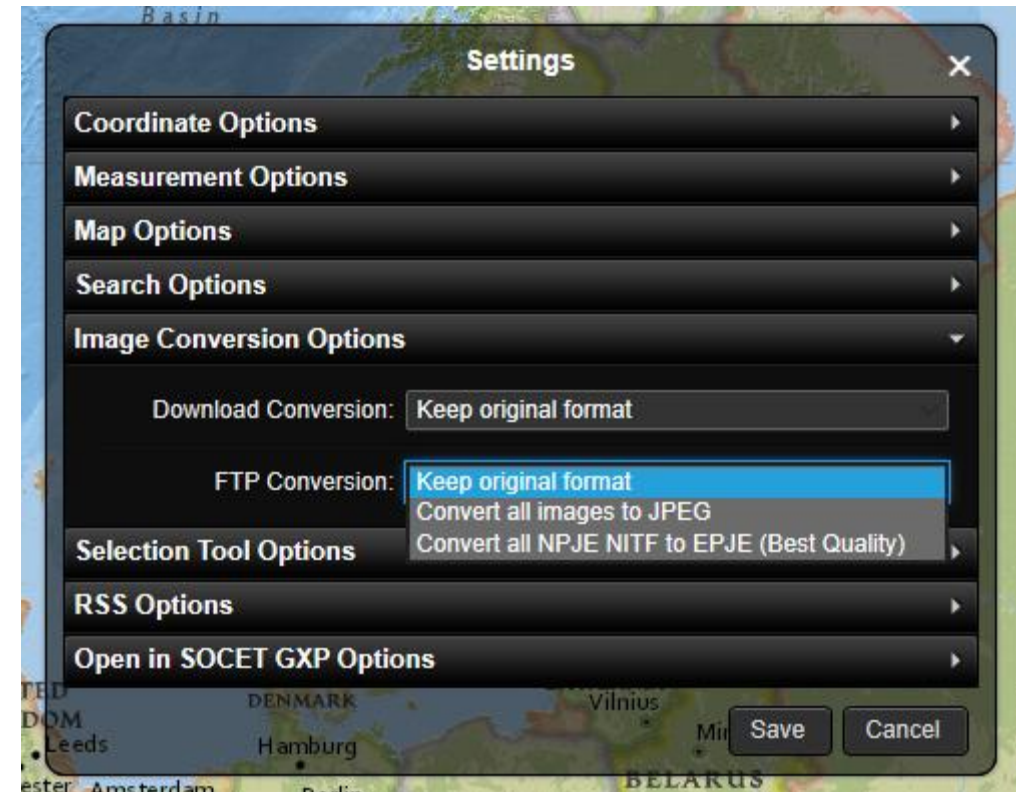 Basin
Settings
Coordinate Options
Measurement Options
Map Options
Search Options
Image Conversion Options
Download Conversion: Keep original format
FTP Conversion: Keep original format
Convert all images to JPEG
Convert all NPJE NITF to EPJE (Best Quality)
Selection Tool Options
RSS Options
Open in SOCET GXP Options
DENMARK Vilnius
Save Cancel
Leeds Hamburg
Amsterdam BELARUS